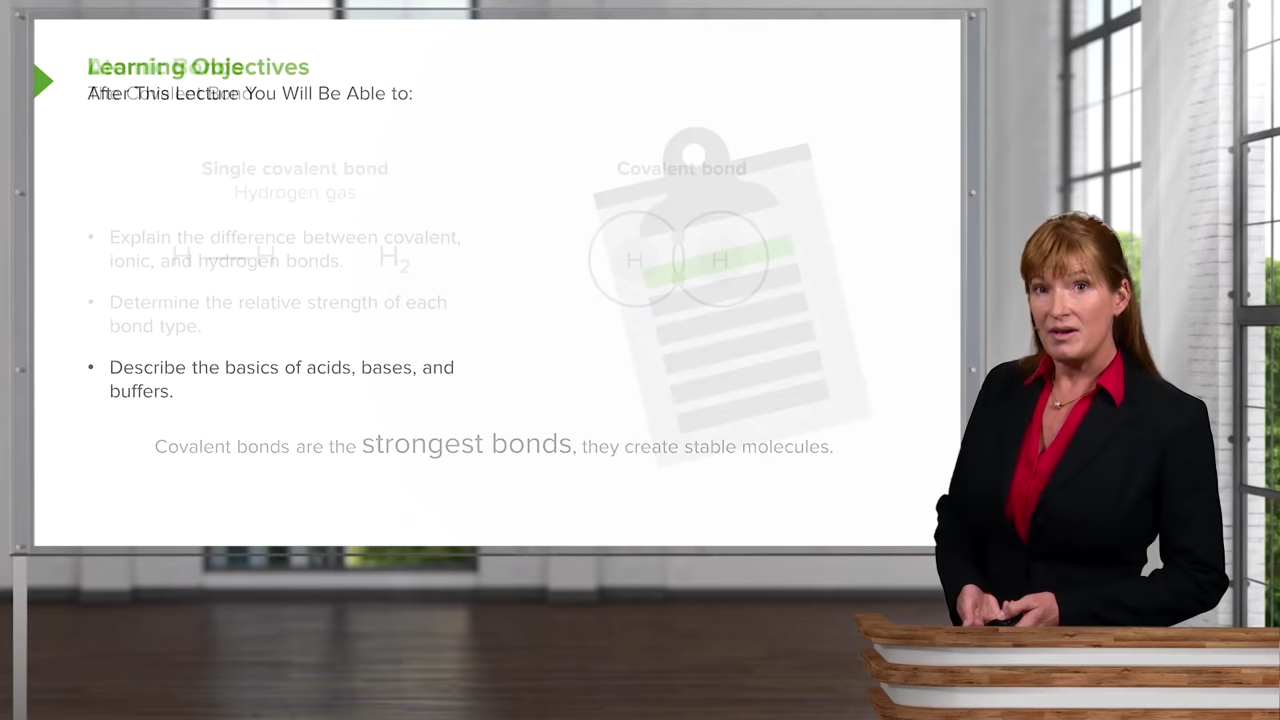 Learning Objectives
After This Lecture You Will Be Able to:
Single covalent bond
Hydrogen gas
Covalent bond
• Explain the difference between covalent,
ionic, and hydrogen bonds.
H — H
H₂
H
H
• Determine the relative strength of each
bond type.
• Describe the basics of acids, bases, and
buffers.
Covalent bonds are the strongest bonds, they create stable molecules.